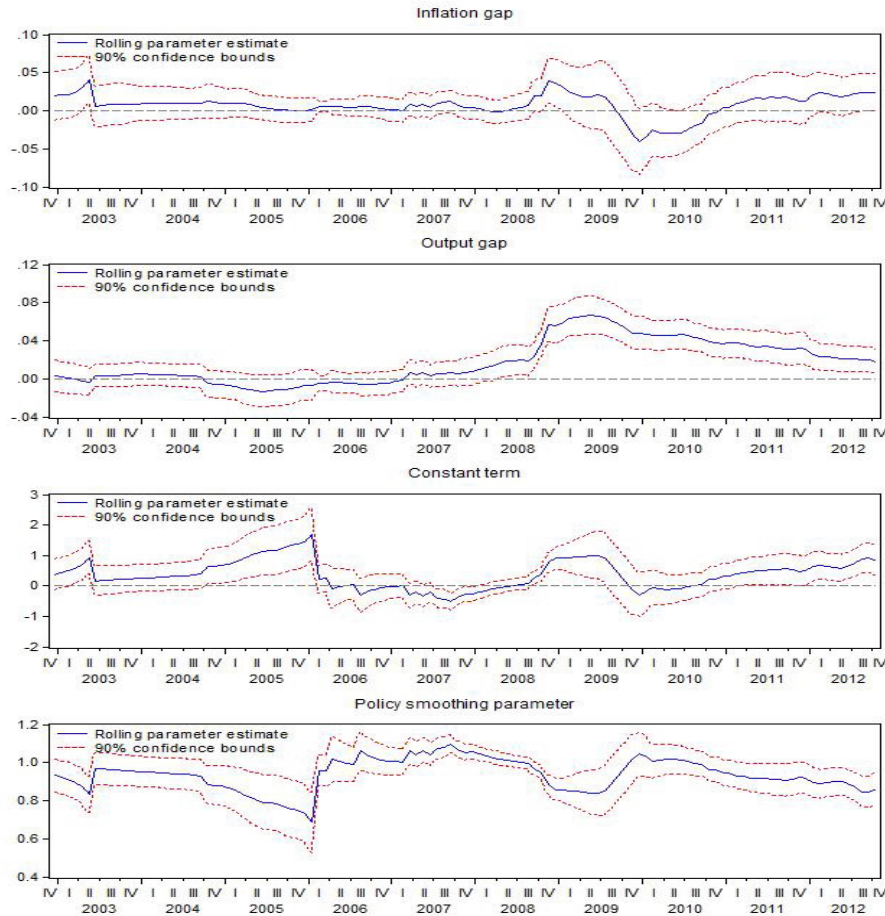 Inflation gap
.10
.05
.00
-.05
-.10
Rolling parameter estimate
90% confidence bounds
IV I II III IV I II III IV I II III IV I II III IV I II III IV I II III IV I II III IV I II III IV I II III IV I II III IV
2003 2004 2005 2006 2007 2008 2009 2010 2011 2012
Output gap
.12
.08
.04
.00
-.04
Rolling parameter estimate
90% confidence bounds
IV I II III IV I II III IV I II III IV I II III IV I II III IV I II III IV I II III IV I II III IV I II III IV I II III IV
2003 2004 2005 2006 2007 2008 2009 2010 2011 2012
Constant term
3
2
1
0
-1
-2
Rolling parameter estimate
90% confidence bounds
IV I II III IV I II III IV I II III IV I II III IV I II III IV I II III IV I II III IV I II III IV I II III IV I II III IV
2003 2004 2005 2006 2007 2008 2009 2010 2011 2012
Policy smoothing parameter
1.2
1.0
0.8
0.6
0.4
Rolling parameter estimate
90% confidence bounds
IV I II III IV I II III IV I II III IV I II III IV I II III IV I II III IV I II III IV I II III IV I II III IV I II III IV
2003 2004 2005 2006 2007 2008 2009 2010 2011 2012